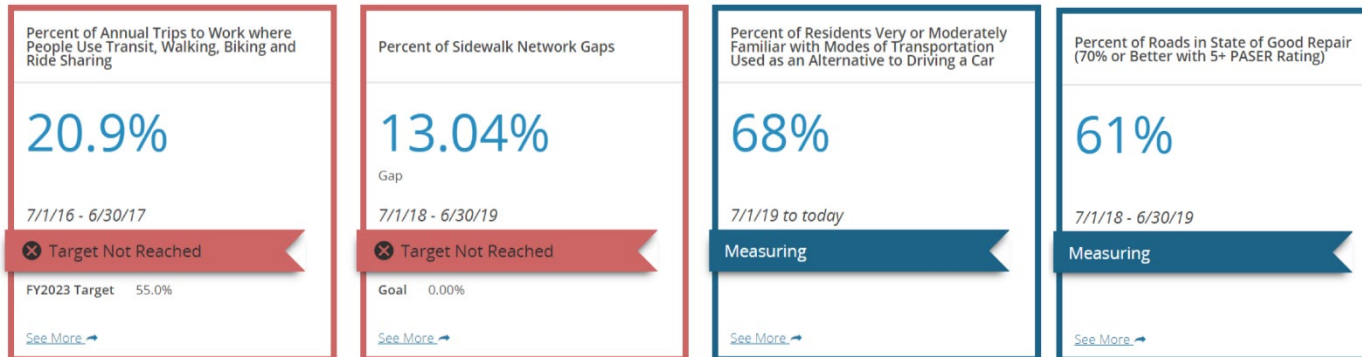 Percent of Annual Trips to Work where
People Use Transit, Walking, Biking and
Ride Sharing
20.9%
7/1/16 - 6/30/17
Target Not Reached
FY2023 Target 55.0%
See More
Percent of Sidewalk Network Gaps
13.04%
Gap
7/1/18 - 6/30/19
Target Not Reached
Goal 0.00%
See More
Percent of Residents Very or Moderately
Familiar with Modes of Transportation
Used as an Alternative to Driving a Car
68%
7/1/19 to today
Measuring
See More
Percent of Roads in State of Good Repair
(70% or Better with 5+ PASER Rating)
61%
7/1/18 - 6/30/19
Measuring
See More